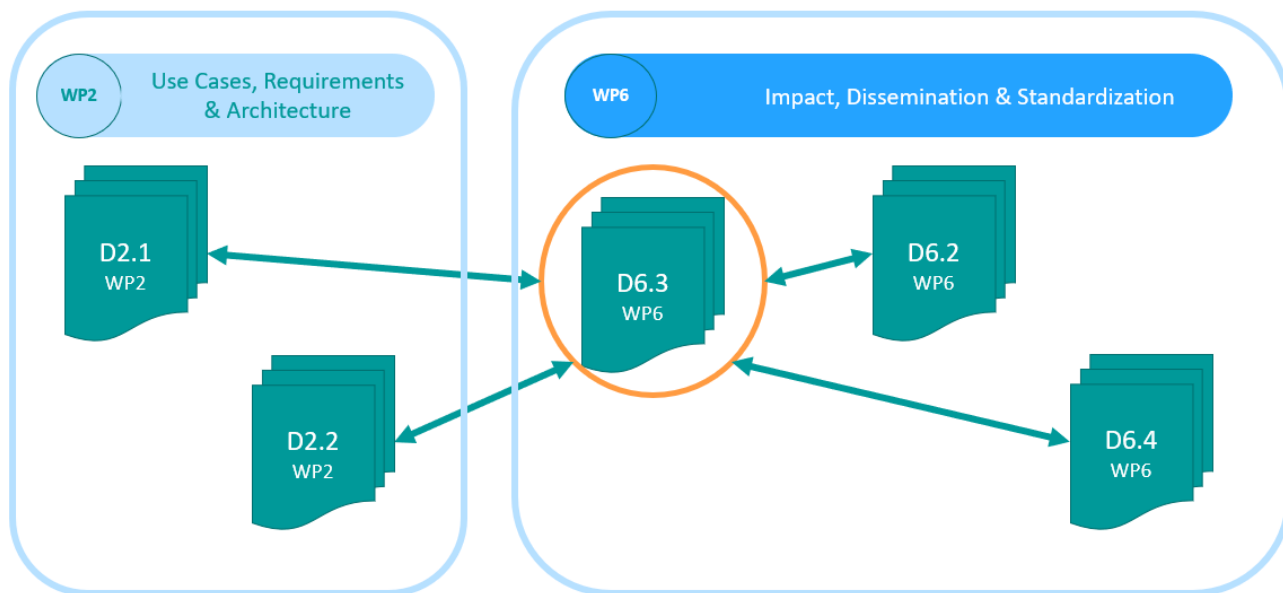 WP2
Use Cases, Requirements
& Architecture
WP6
Impact, Dissemination & Standardization
D2.1
WP2
D6.3
WP6
D6.2
WP6
D2.2
WP2
D6.4
WP6